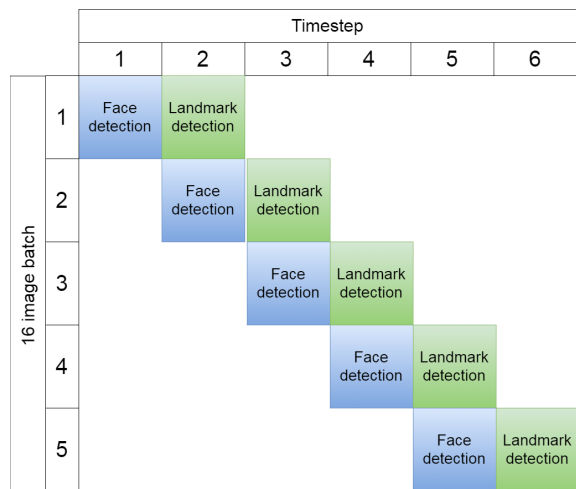 Timestep
1 2 3 4 5 6
16 image batch
1
Face
detection
Landmark
detection
2
Face
detection
Landmark
detection
3
Face
detection
Landmark
detection
4
Face
detection
Landmark
detection
5
Face
detection
Landmark
detection